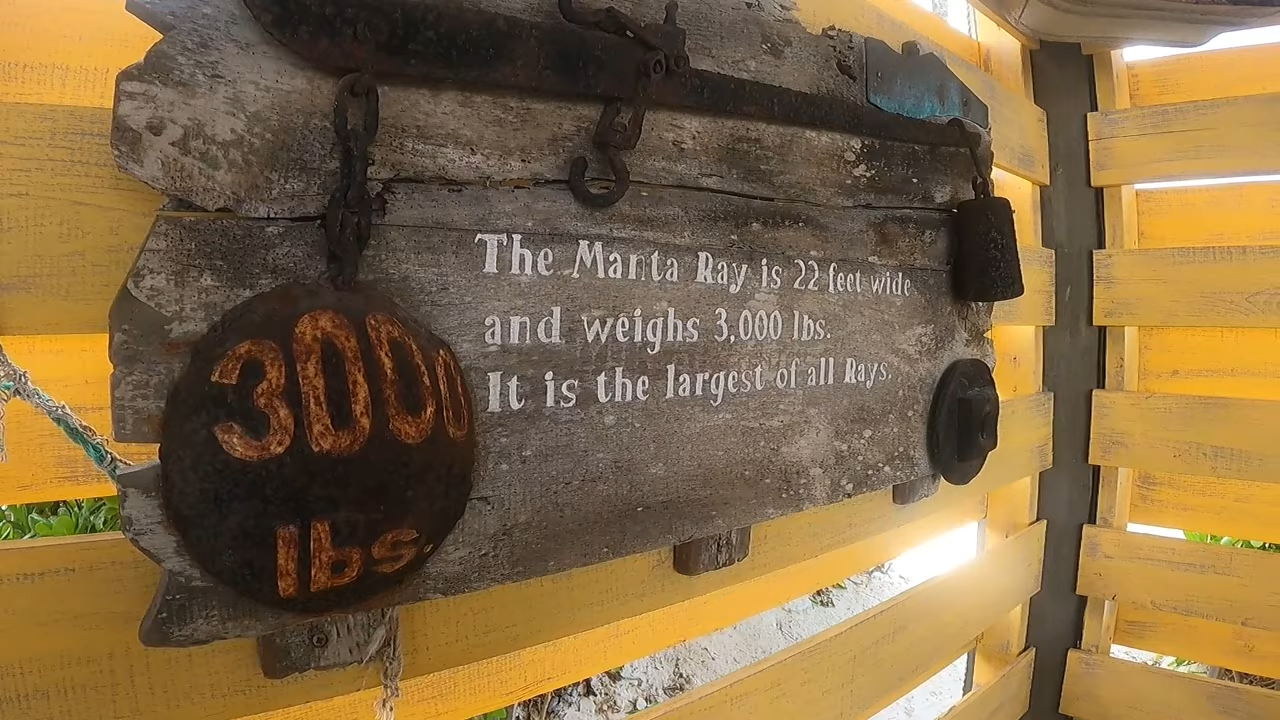 The Manta Ray is 22 feet wide
and weighs 3,000 lbs.
It is the largest of all Rays.
3000
lbs.